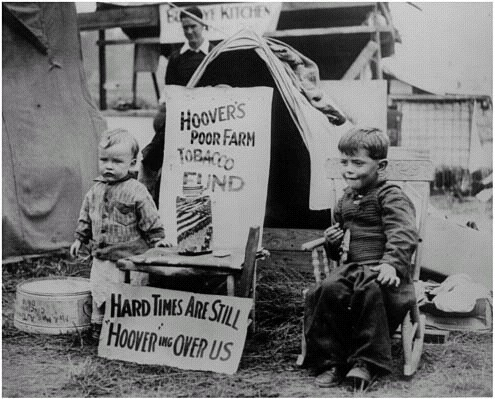 KITCHEN
HOOVER'S
POOR FARM
TOBACCO
FUND
HARD TIMES ARE STILL
"HOOVER"ING OVER US